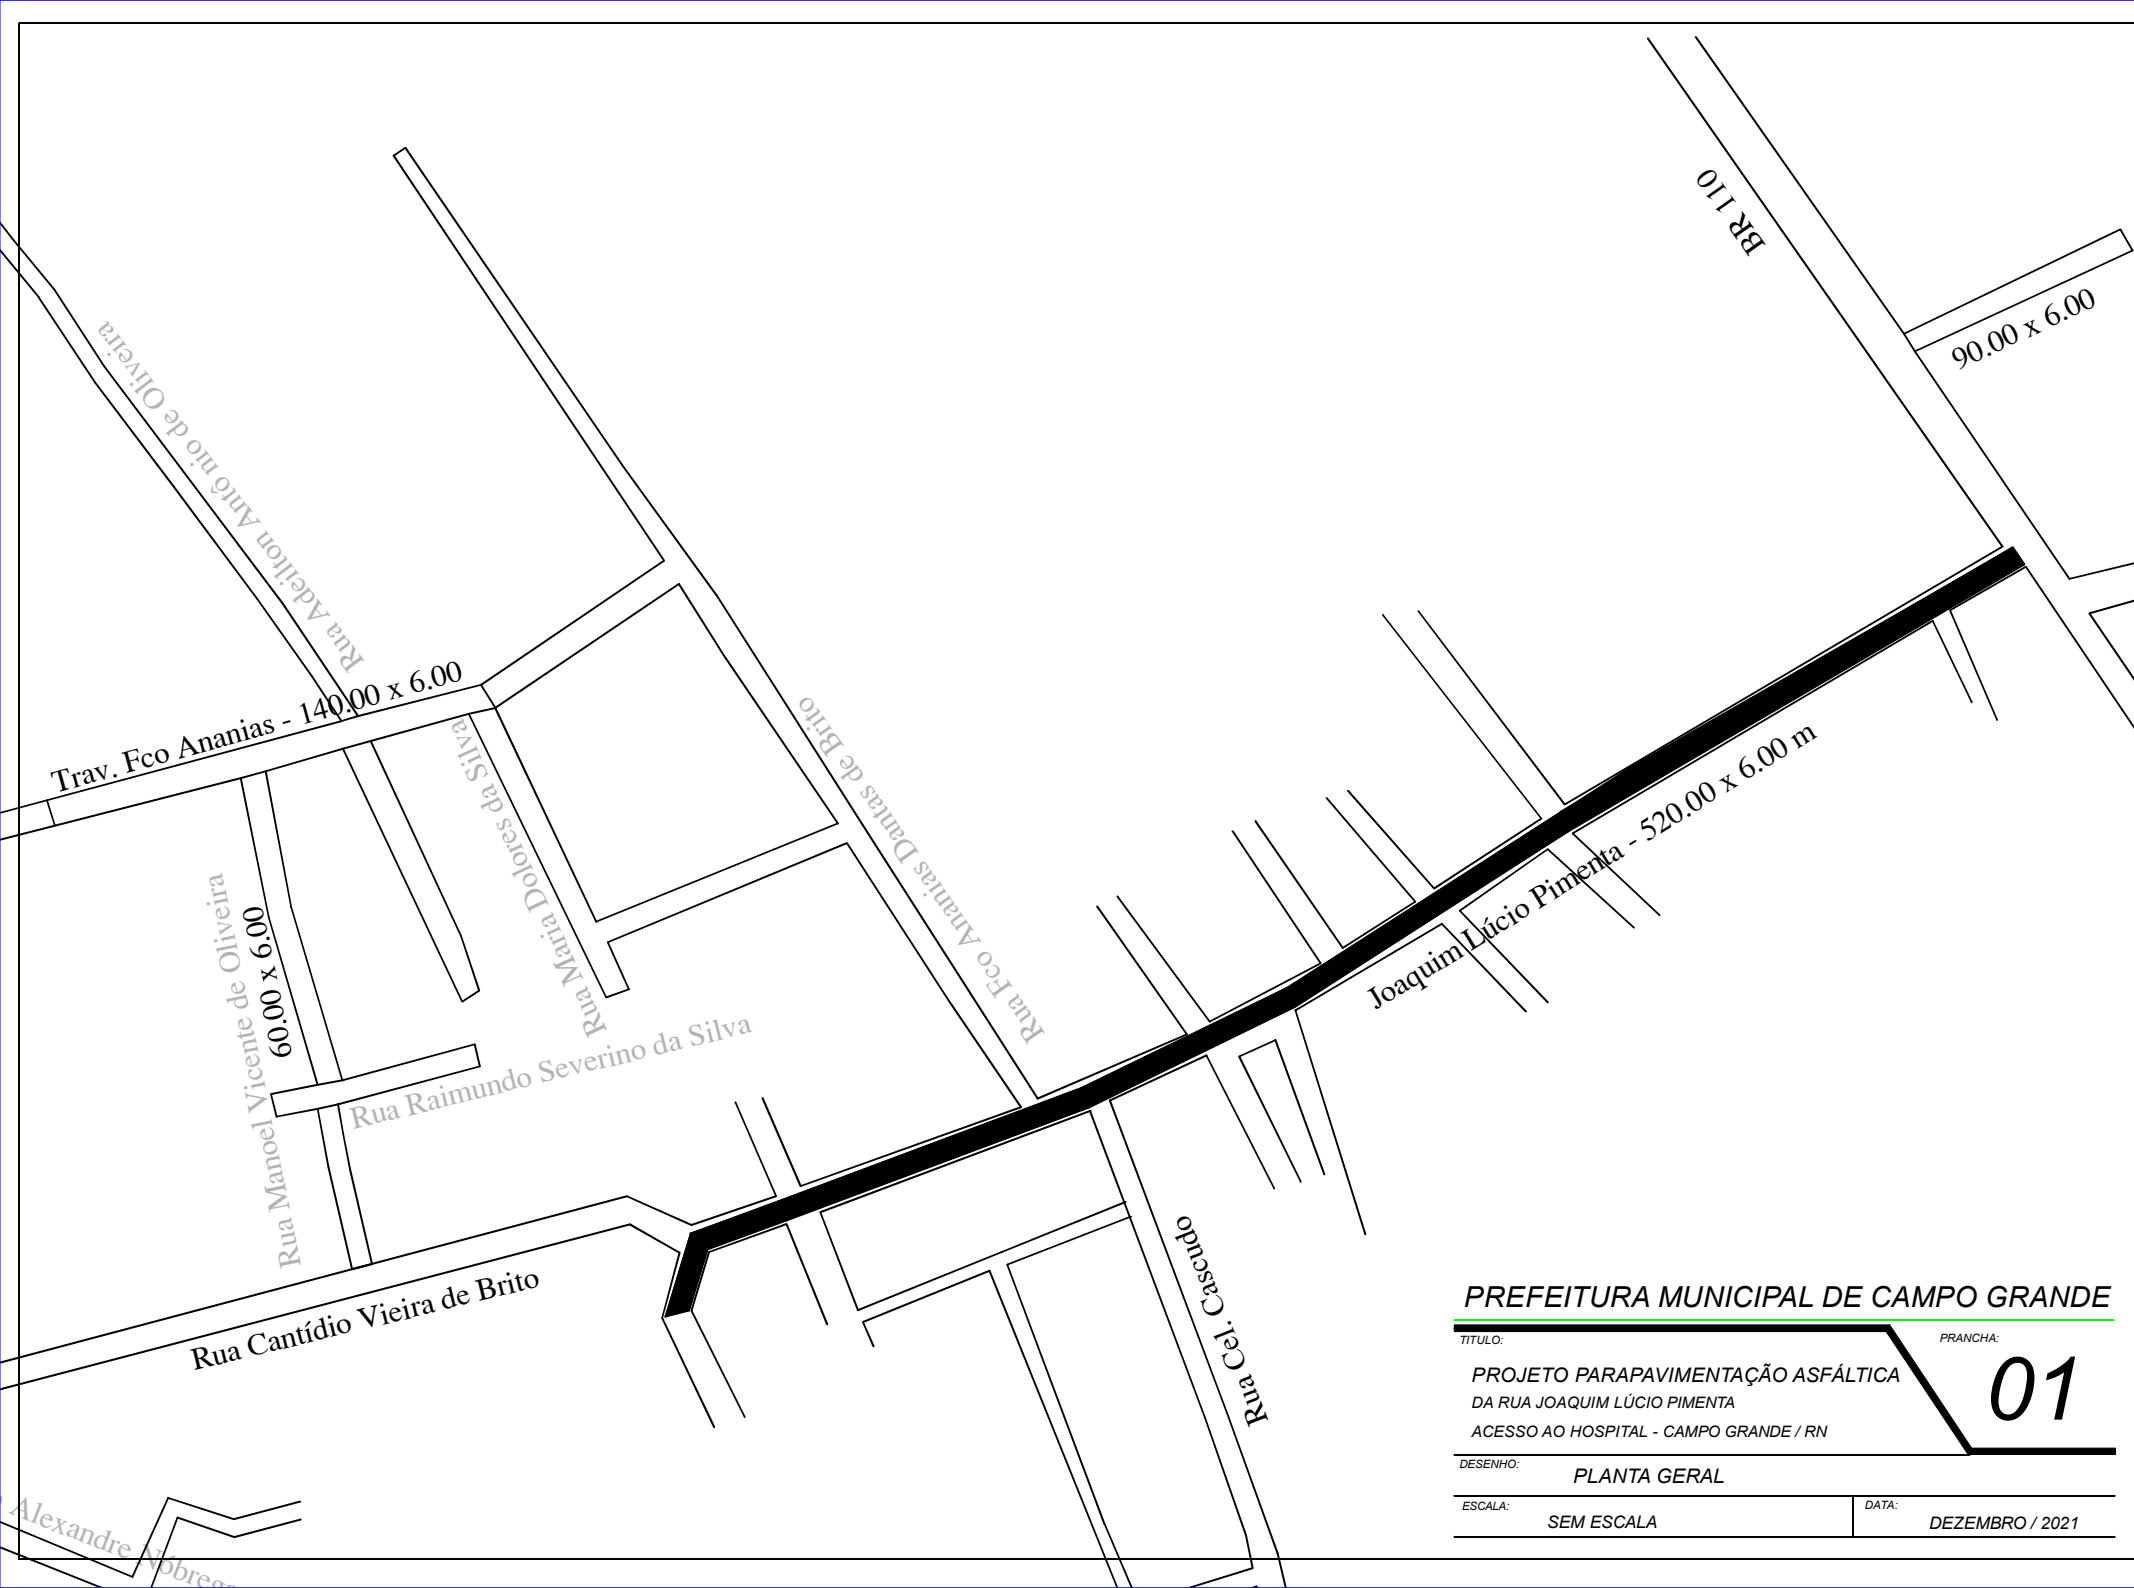 BR 110
90.00 x 6.00
Rua Adeilton Antônio de Oliveira
Trav. Fco Ananias - 140.00 x 6.00
Rua Maria Dolores da Silva
Rua Fco Ananias Dantas de Brito
Joaquim Lúcio Pimenta - 520.00 x 6.00 m
Rua Manoel Vicente de Oliveira
60.00 x 6.00
Rua Raimundo Severino da Silva
Rua Cantídio Vieira de Brito
Rua Cel. Cascudo
Alexandre Nóbrega
PREFEITURA MUNICIPAL DE CAMPO GRANDE
TITULO:
PROJETO PARAPAVIMENTAÇÃO ASFÁLTICA
DA RUA JOAQUIM LÚCIO PIMENTA
ACESSO AO HOSPITAL - CAMPO GRANDE / RN
PRANCHA:
01
DESENHO:
PLANTA GERAL
ESCALA:
SEM ESCALA
DATA:
DEZEMBRO / 2021